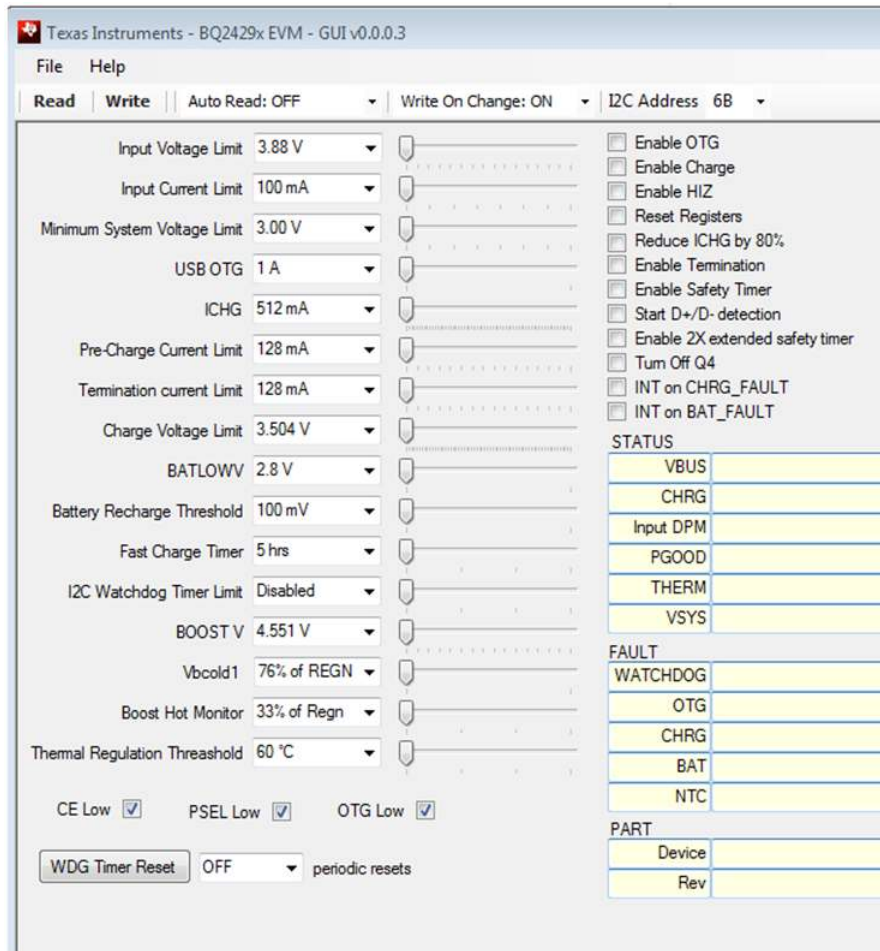 Texas Instruments - BQ2429x EVM - GUI v0.0.0.3
File Help
Read Write Auto Read: OFF Write On Change: ON I2C Address 6B
Input Voltage Limit 3.88 V
Input Current Limit 100 mA
Minimum System Voltage Limit 3.00 V
USB OTG 1 A
ICHG 512 mA
Pre-Charge Current Limit 128 mA
Termination current Limit 128 mA
Charge Voltage Limit 3.504 V
BATLOWV 2.8 V
Battery Recharge Threshold 100 mV
Fast Charge Timer 5 hrs
I2C Watchdog Timer Limit Disabled
BOOST V 4.551 V
Vbcold1 76% of REGN
Boost Hot Monitor 33% of Regn
Thermal Regulation Threashold 60 °C
CE Low PSEL Low OTG Low
WDG Timer Reset OFF periodic resets
Enable OTG
Enable Charge
Enable HIZ
Reset Registers
Reduce ICHG by 80%
Enable Termination
Enable Safety Timer
Start D+/D- detection
Enable 2X extended safety timer
Turn Off Q4
INT on CHRG_FAULT
INT on BAT_FAULT
STATUS
VBUS
CHRG
Input DPM
PGOOD
THERM
VSYS
FAULT
WATCHDOG
OTG
CHRG
BAT
NTC
PART
Device
Rev